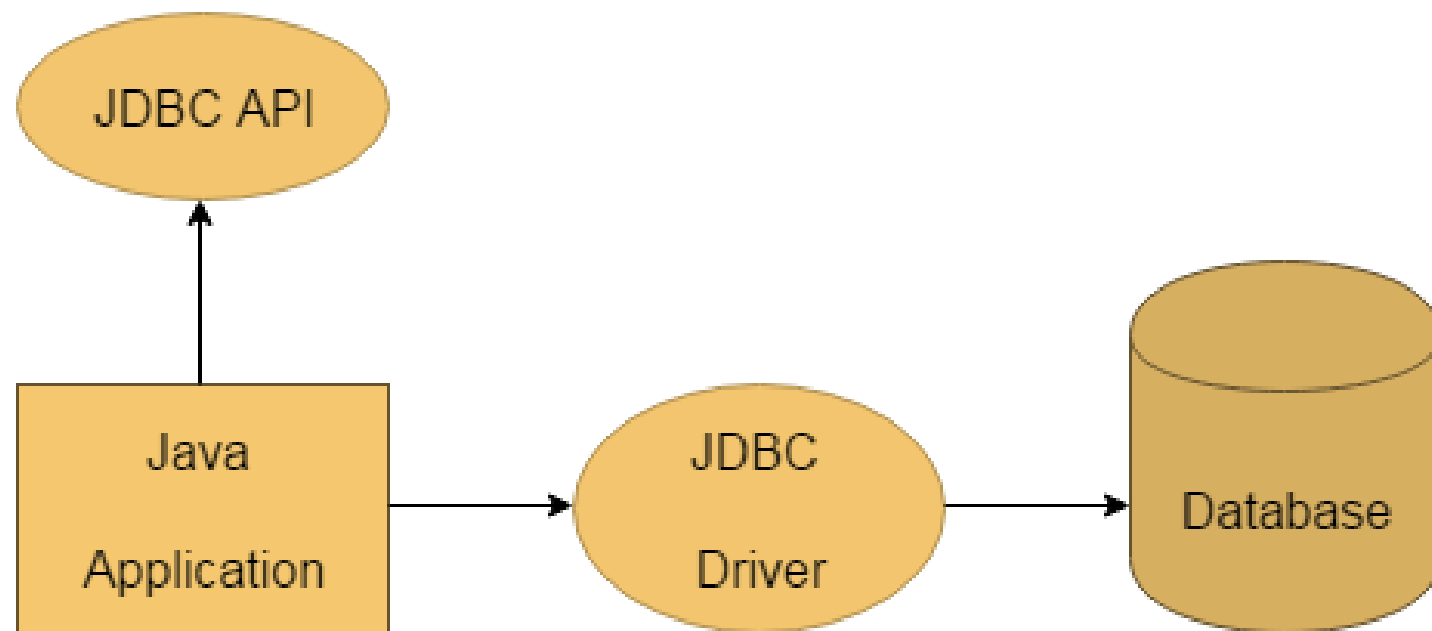 JDBC API
Java
Application
JDBC
Driver
Database